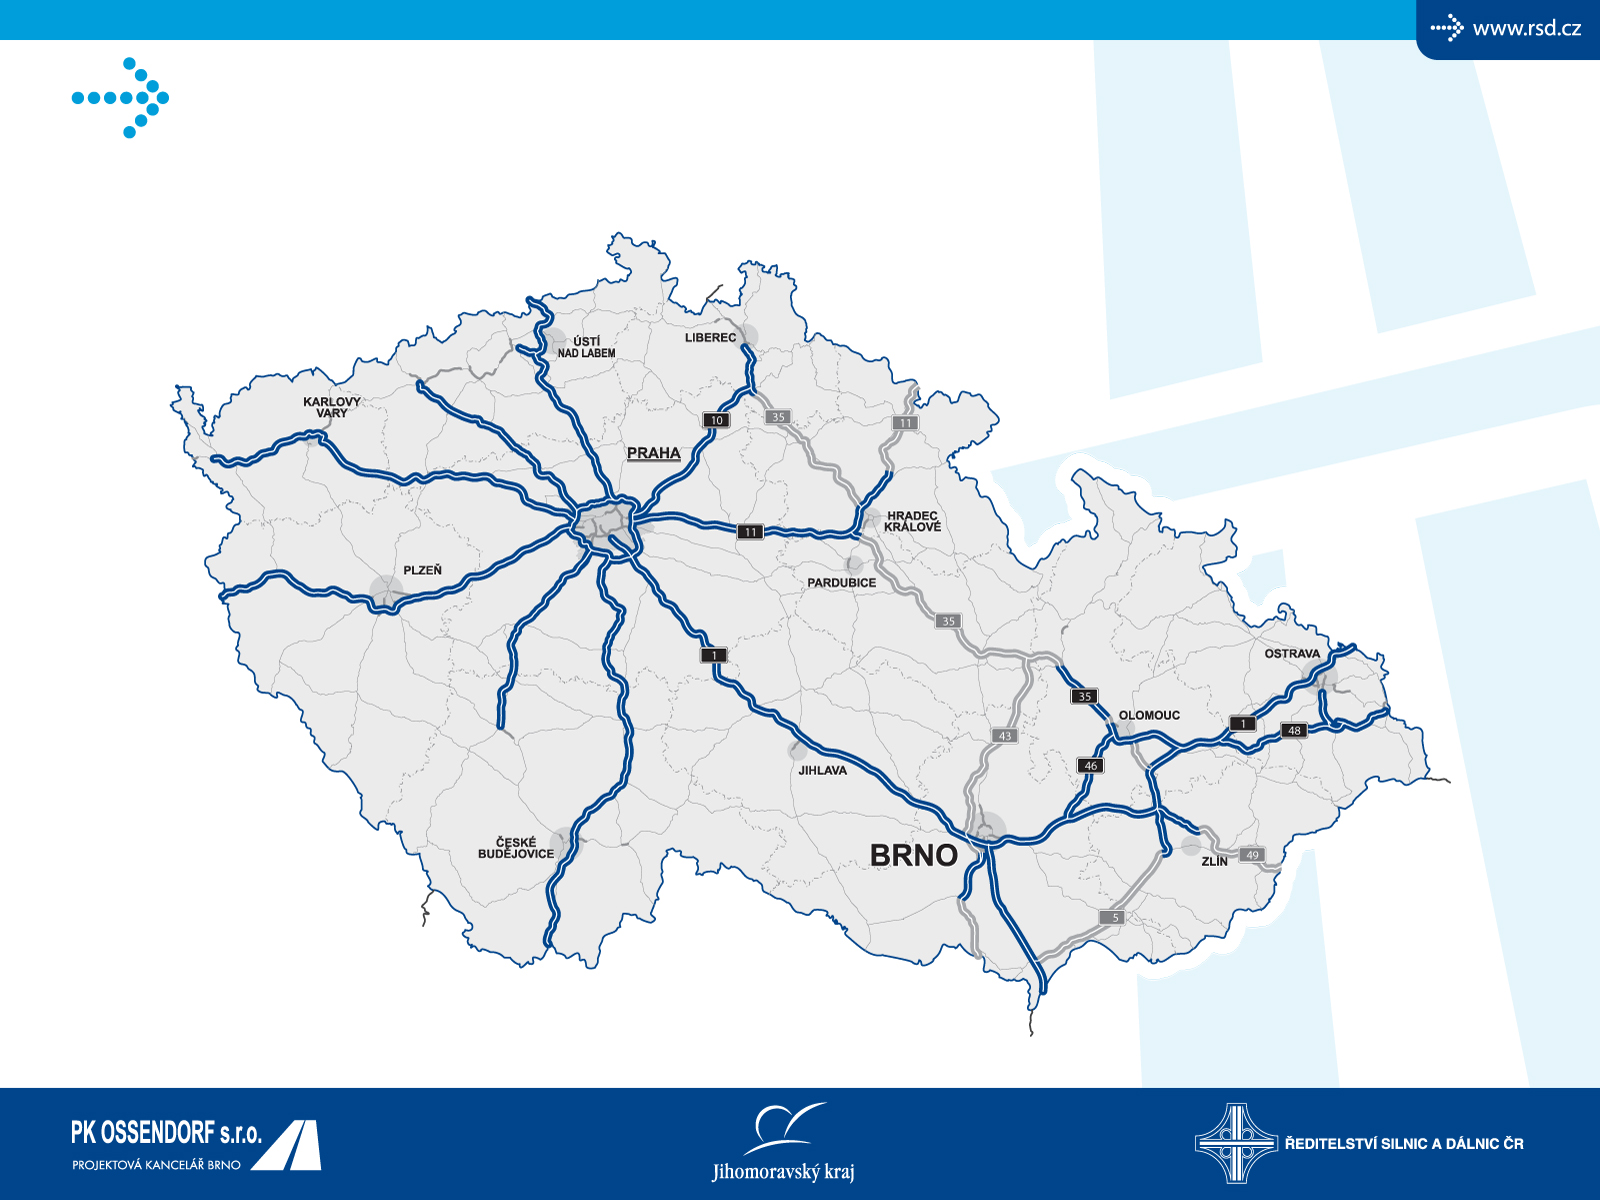 www.rsd.cz
ÚSTÍ
NAD LABEM
LIBEREC
KARLOVY
VARY
10
35
11
PRAHA
HRADEC
KRÁLOVÉ
11
PLZEŇ
PARDUBICE
35
1
OSTRAVA
35
OLOMOUC
1
48
43
46
JIHLAVA
ČESKÉ
BUDĚJOVICE
BRNO
ZLÍN
49
5
PK OSSENDORF s.r.o.
PROJEKTOVÁ KANCELÁŘ BRNO
Jihomoravský kraj
ŘEDITELSTVÍ SILNIC A DÁLNIC ČR